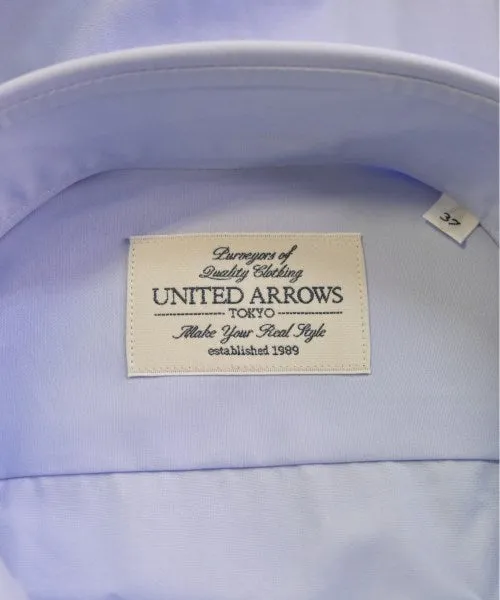 37
Purveyors of
Quality Clothing
UNITED ARROWS
TOKYO
Make Your Real Style
established 1989